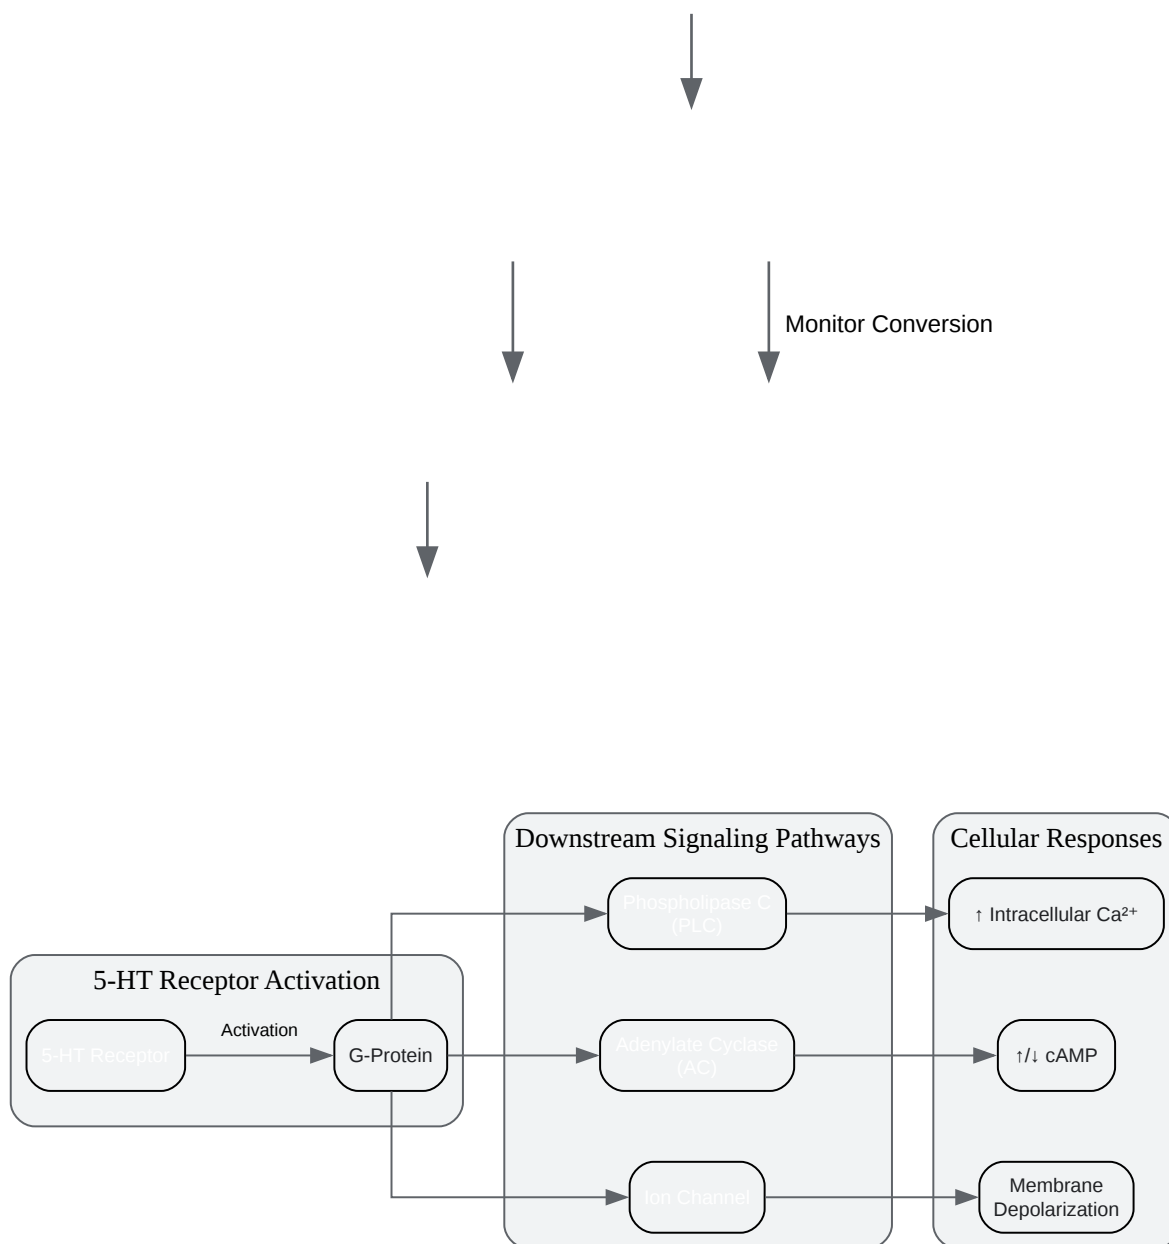 Monitor Conversion
Downstream Signaling Pathways
Cellular Responses
Phospholipase C
(PLC)
↑ Intracellular Ca²⁺
5-HT Receptor Activation
5-HT Receptor
Activation
G-Protein
Adenylate Cyclase
(AC)
↑/↓ cAMP
Ion Channel
Membrane
Depolarization